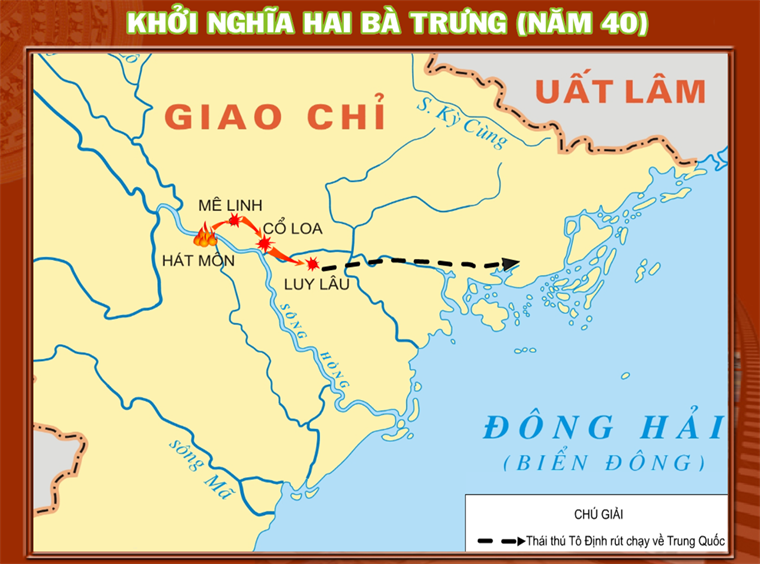 KHỞI NGHĨA HAI BÀ TRƯNG (NĂM 40)
UẤT LÂM
GIAO CHỈ
S. Kỳ Cùng
MÊ LINH
CỔ LOA
HÁT MÔN
LUY LÂU
SÔNG HỒNG
ĐÔNG HẢI
(BIỂN ĐÔNG)
sông Mã
CHÚ GIẢI
Thái thú Tô Định rút chạy về Trung Quốc